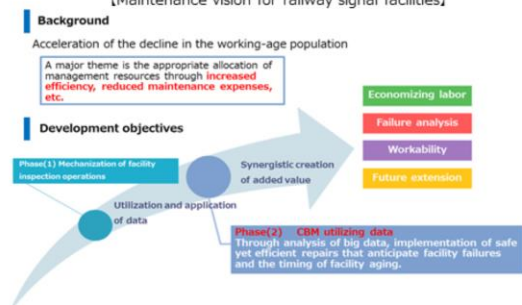 【Maintenance vision for railway signal facilities】
Background
Acceleration of the decline in the working-age population
A major theme is the appropriate allocation of
management resources through increased
efficiency, reduced maintenance expenses,
etc.
Development objectives
Economizing labor
Failure analysis
Workability
Future extension
Phase(1) Mechanization of facility
inspection operations
Synergistic creation
of added value
Utilization and application
of data
Phase(2) CBM utilizing data
Through analysis of big data, implementation of safe
yet efficient repairs that anticipate facility failures
and the timing of facility aging.